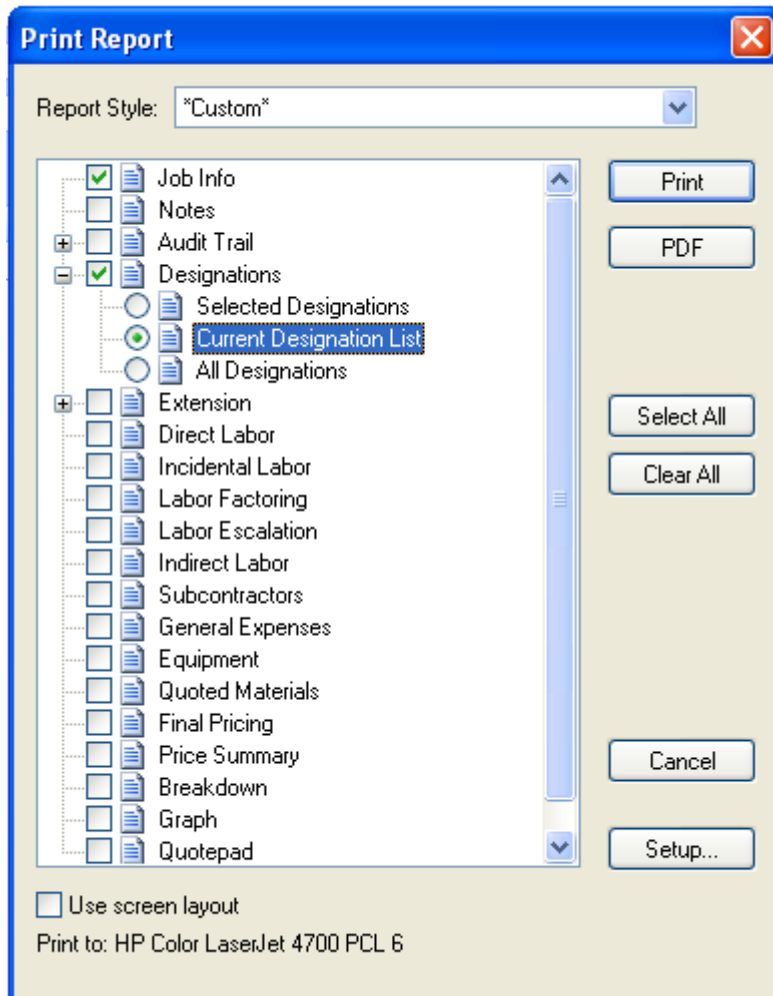 Print Report
Report Style: *Custom*
Job Info
Notes
Audit Trail
Designations
Selected Designations
Current Designation List
All Designations
Extension
Direct Labor
Incidental Labor
Labor Factoring
Labor Escalation
Indirect Labor
Subcontractors
General Expenses
Equipment
Quoted Materials
Final Pricing
Price Summary
Breakdown
Graph
Quotepad
Print
PDF
Select All
Clear All
Cancel
Setup...
Use screen layout
Print to: HP Color LaserJet 4700 PCL 6